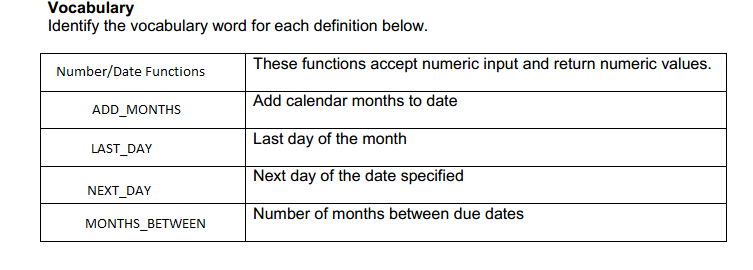 Vocabulary
Identify the vocabulary word for each definition below.
Number/Date Functions
These functions accept numeric input and return numeric values.
ADD_MONTHS
Add calendar months to date
LAST_DAY
Last day of the month
NEXT_DAY
Next day of the date specified
MONTHS_BETWEEN
Number of months between due dates